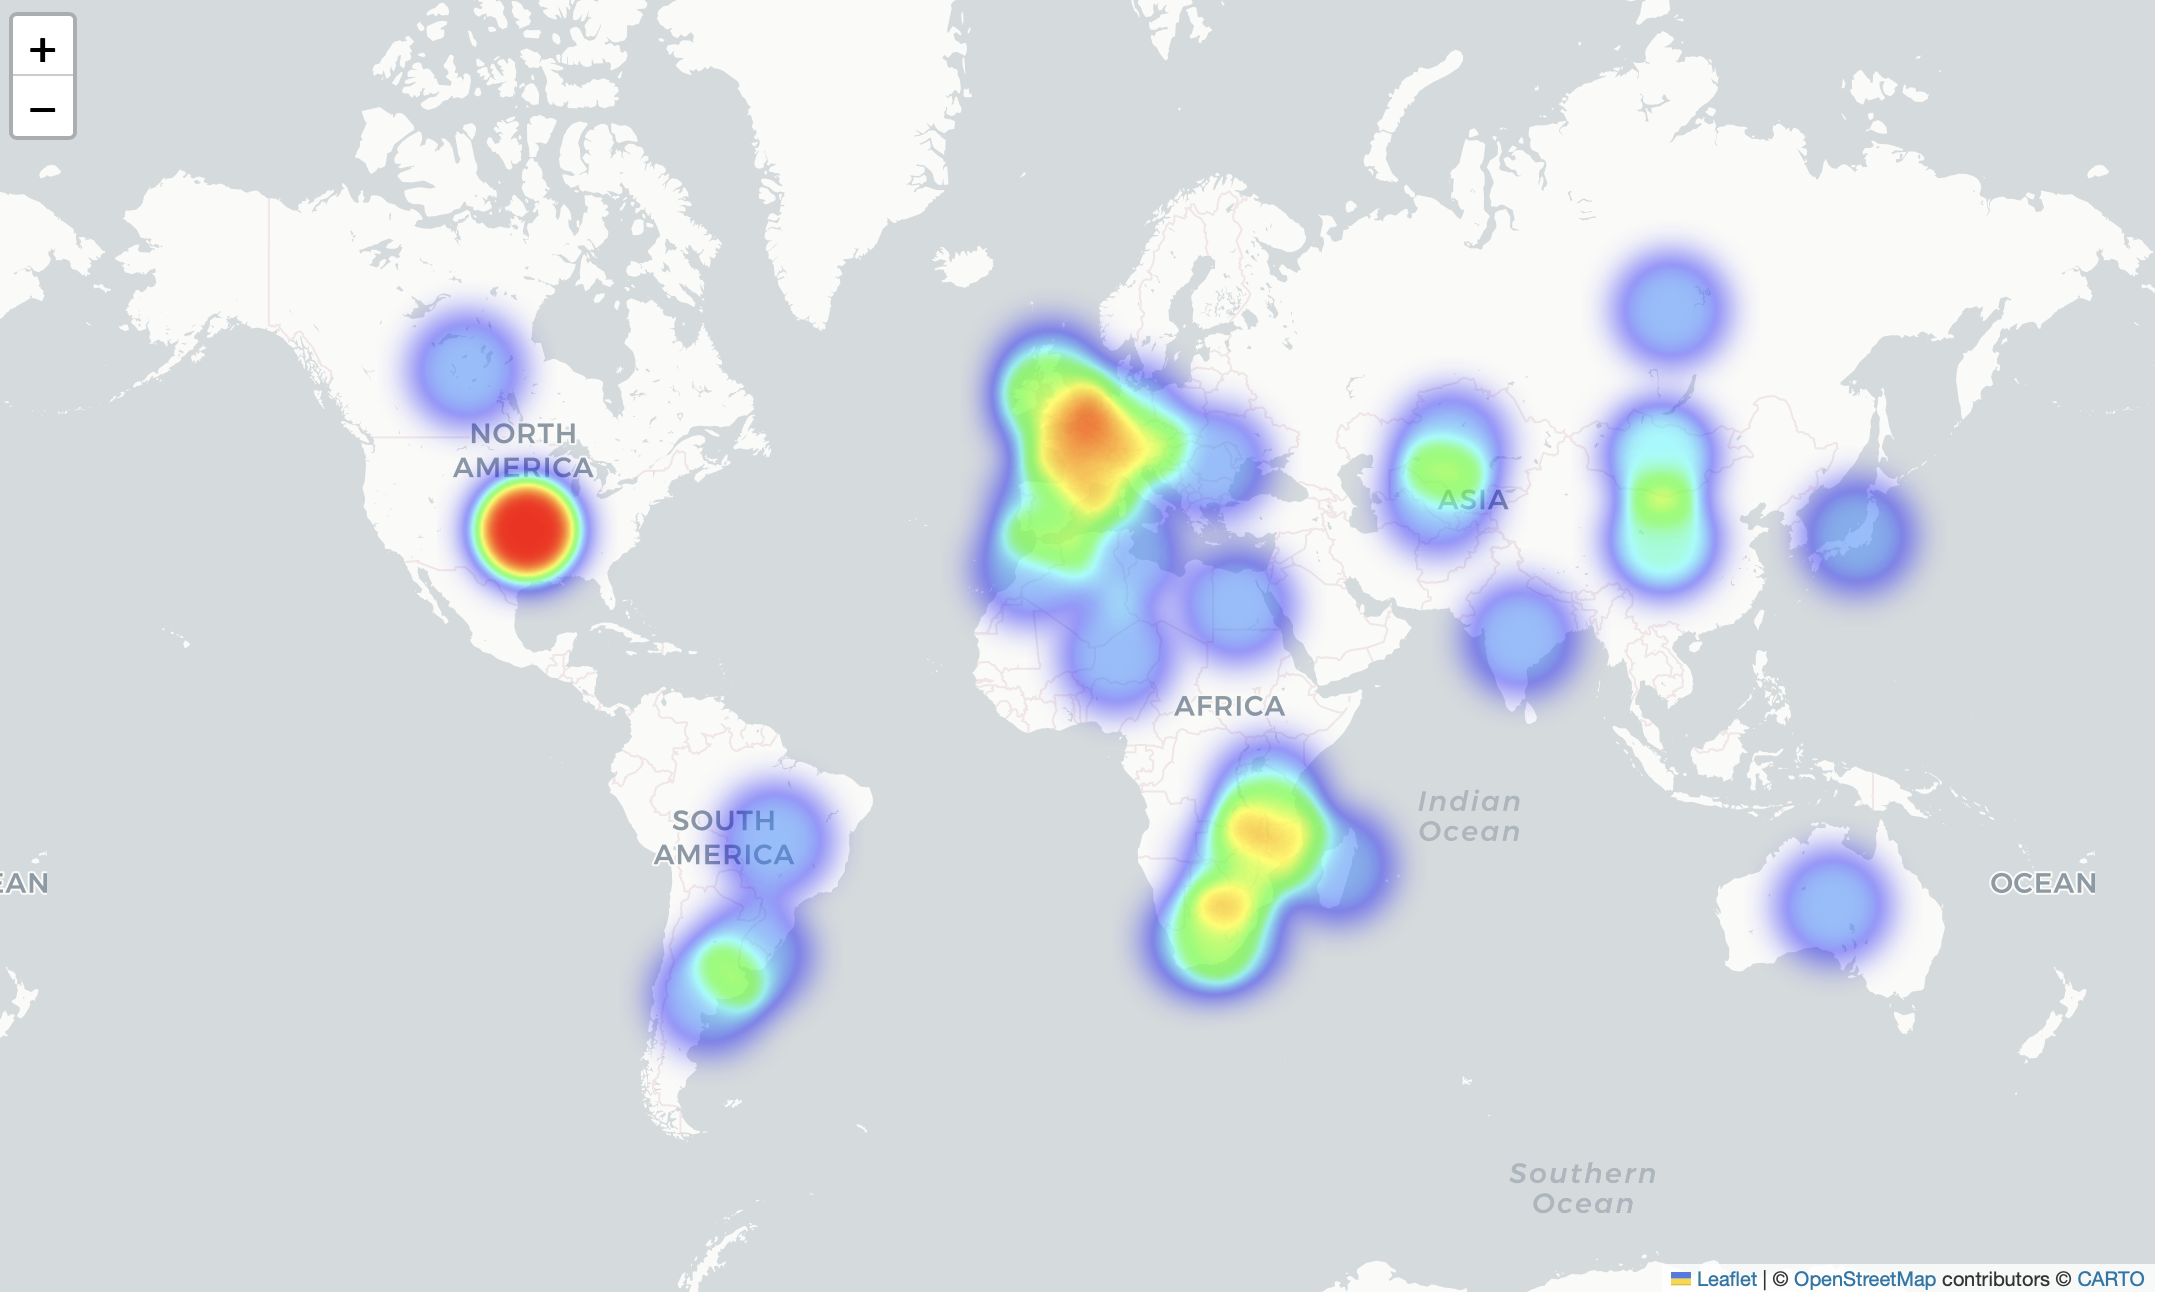 +
−
NORTH
AMERICA
ASIA
AFRICA
SOUTH
AMERICA
Indian
Ocean
EAN
OCEAN
Southern
Ocean
Leaflet | © OpenStreetMap contributors © CARTO